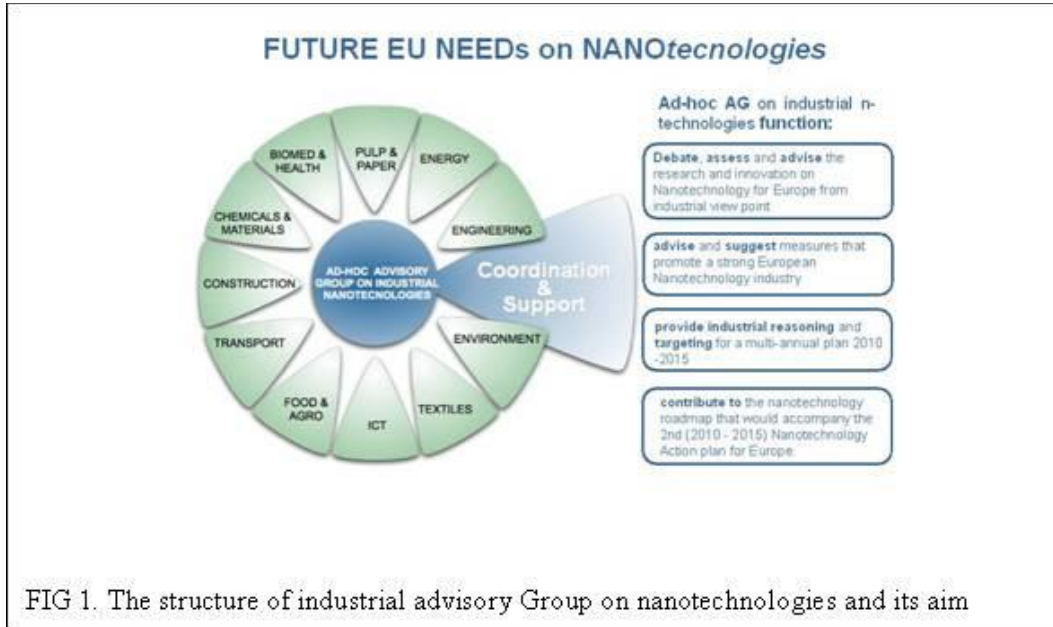 FUTURE EU NEEDs on NANOtecnologies
BIOMED &
HEALTH
PULP &
PAPER
ENERGY
CHEMICALS &
MATERIALS
ENGINEERING
CONSTRUCTION
AD-HOC ADVISORY
GROUP ON INDUSTRIAL
NANOTECNOLOGIES
Coordination
&
Support
TRANSPORT
ENVIRONMENT
FOOD &
AGRO
ICT
TEXTILES
Ad-hoc AG on industrial n-
technologies function:
Debate, assess and advise the
research and innovation on
Nanotechnology for Europe from
industrial view point
advise and suggest measures that
promote a strong European
Nanotechnology industry
provide industrial reasoning and
targeting for a multi-annual plan 2010
-2015
contribute to the nanotechnology
roadmap that would accompany the
2nd (2010 - 2015) Nanotechnology
Action plan for Europe
FIG 1. The structure of industrial advisory Group on nanotechnologies and its aim